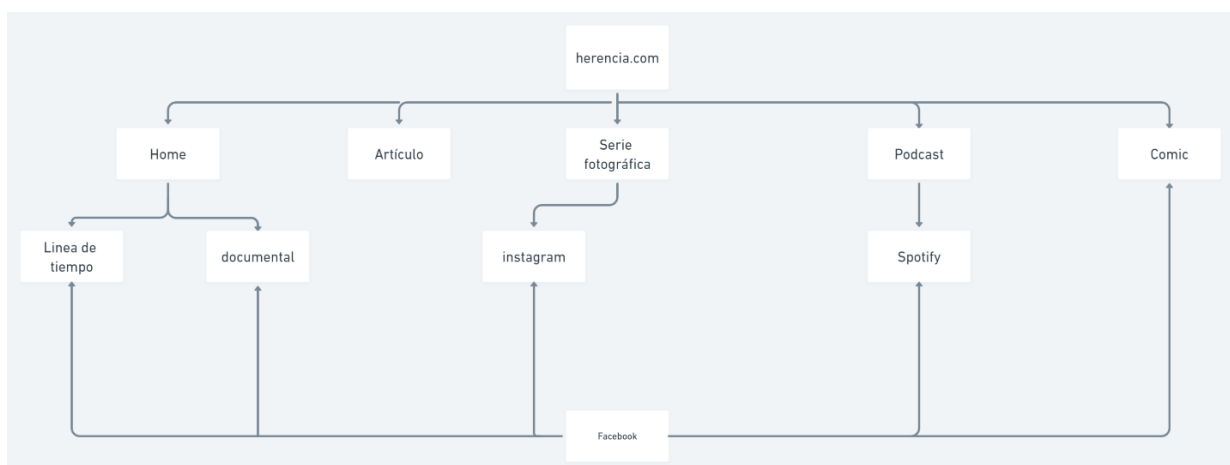 herencia.com
Home
Artículo
Serie
fotográfica
Podcast
Comic
Linea de
tiempo
documental
instagram
Spotify
Facebook